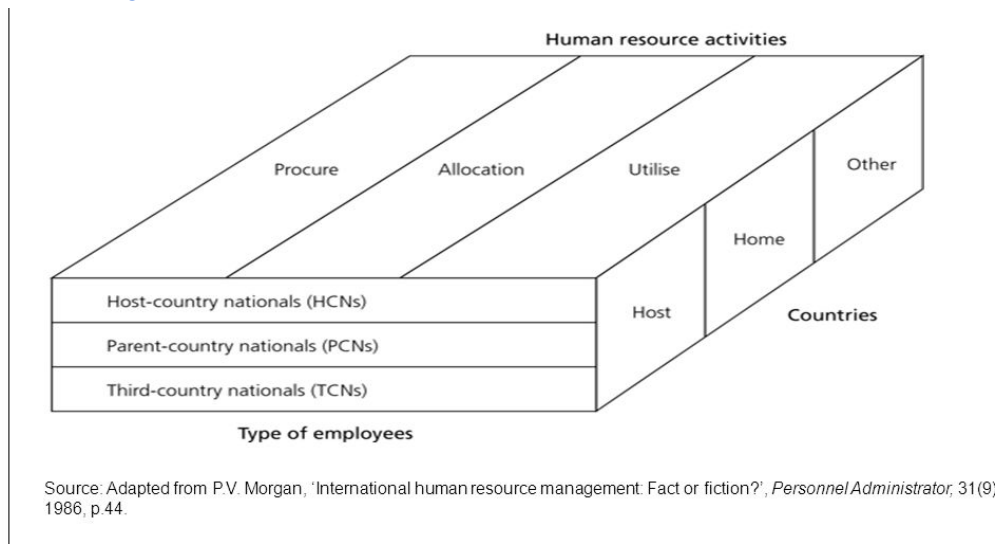 Human resource activities
Procure
Allocation
Utilise
Other
Home
Host
Countries
Host-country nationals (HCNs)
Parent-country nationals (PCNs)
Third-country nationals (TCNs)
Type of employees
Source: Adapted from P.V. Morgan, ‘International human resource management: Fact or fiction?’, Personnel Administrator, 31(9)
1986, p.44.